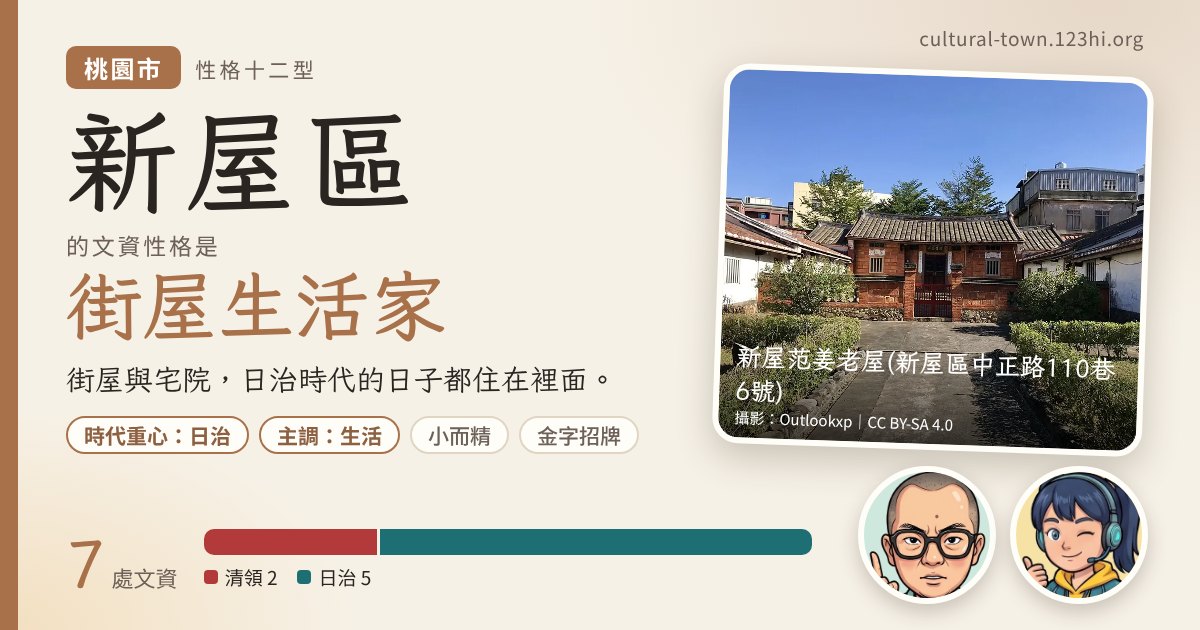 桃園市 性格十二型
cultural-town.123hi.org
新屋區
的文資性格是
街屋生活家
街屋與宅院，日治時代的日子都住在裡面。
時代重心：日治 主調：生活 小而精 金字招牌
新屋范姜老屋(新屋區中正路110巷
6號)
攝影：Outlookxp｜CC BY-SA 4.0
7 處文資
清領 2 日治 5